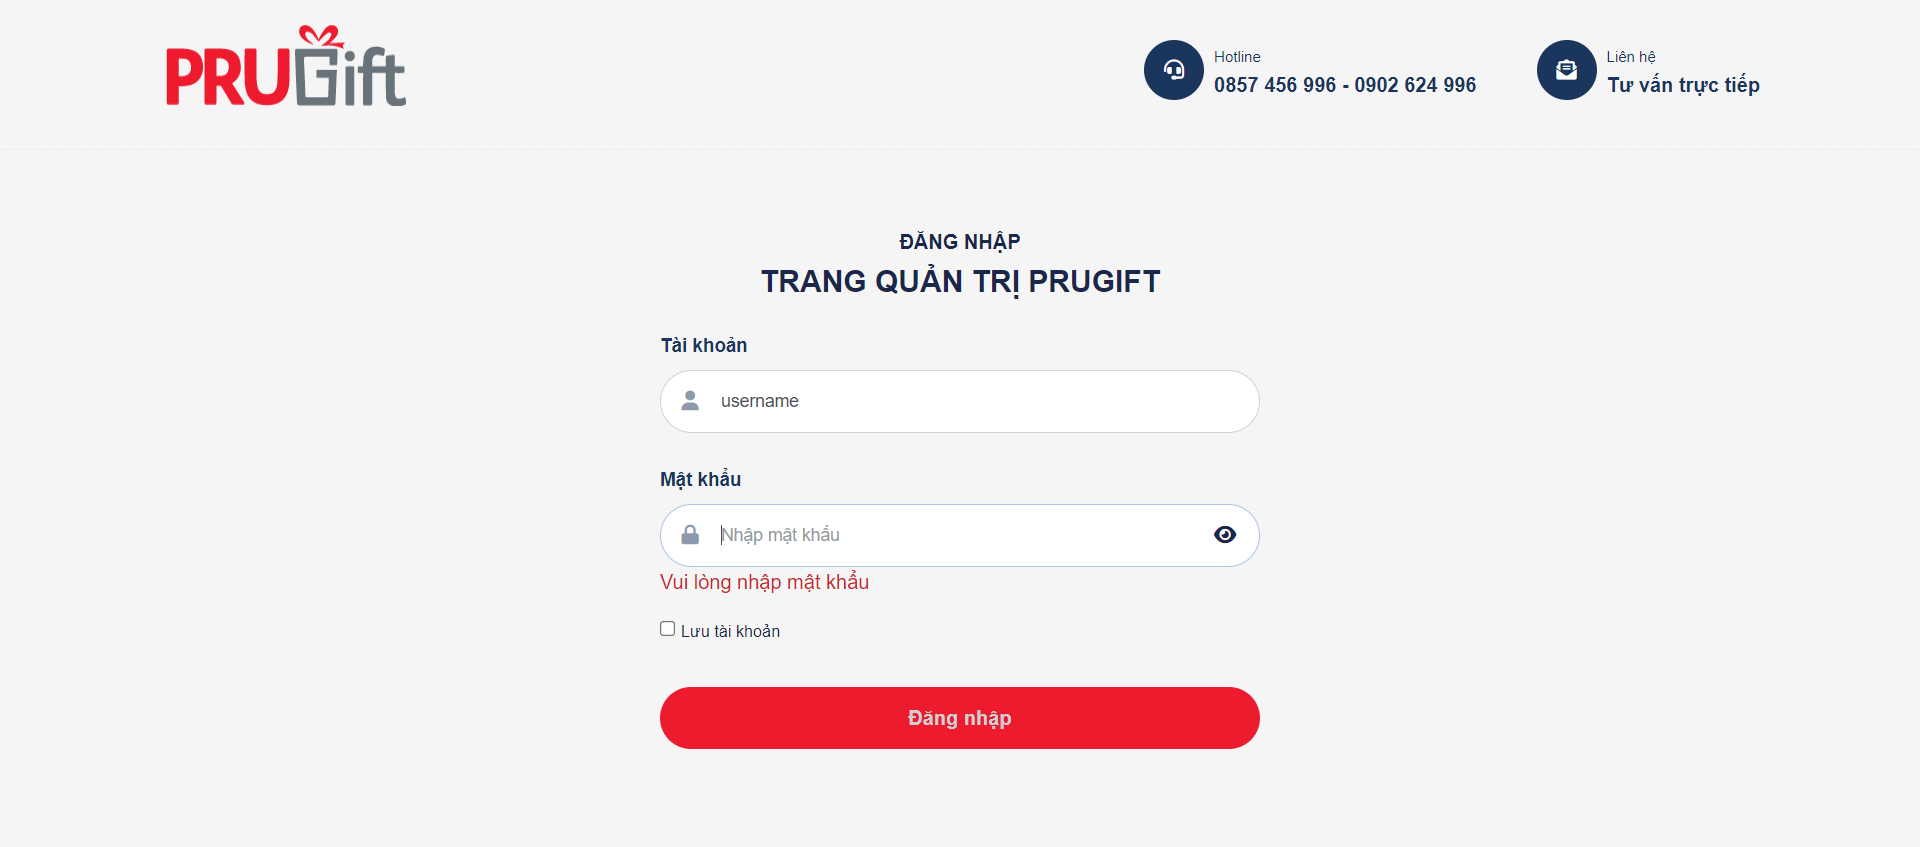 PRUGift
Hotline
0857 456 996 - 0902 624 996
Liên hệ
Tư vấn trực tiếp
ĐĂNG NHẬP
TRANG QUẢN TRỊ PRUGIFT
Tài khoản
username
Mật khẩu
Nhập mật khẩu
Vui lòng nhập mật khẩu
Lưu tài khoản
Đăng nhập